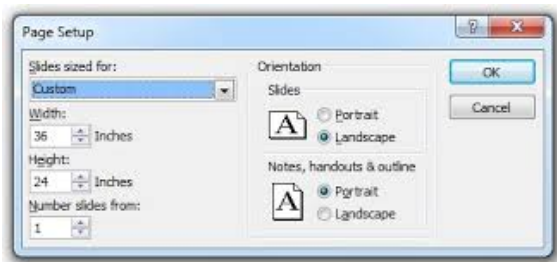 Page Setup
Slides sized for:
Custom
Width:
36 Inches
Height:
24 Inches
Number slides from:
1
Orientation
Slides
A
Portrait
Landscape
Notes, handouts & outline
A
Portrait
Landscape
OK
Cancel